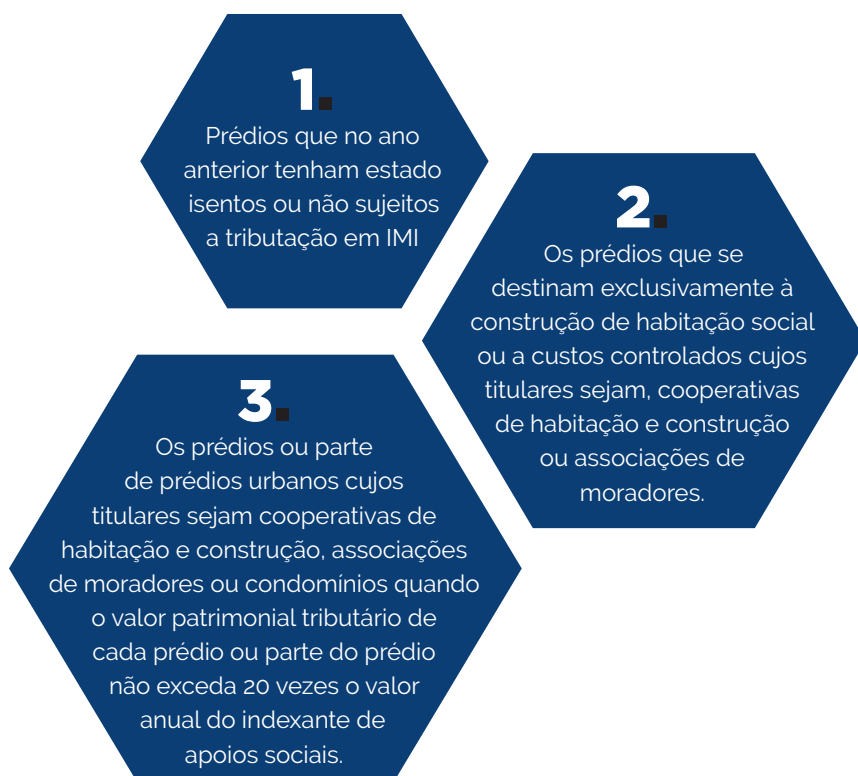 1.
Prédios que no ano
anterior tenham estado
isentos ou não sujeitos
a tributação em IMI
2.
Os prédios que se
destinam exclusivamente à
construção de habitação social
ou a custos controlados cujos
titulares sejam, cooperativas
de habitação e construção
ou associações de
moradores.
3.
Os prédios ou parte
de prédios urbanos cujos
titulares sejam cooperativas de
habitação e construção, associações
de moradores ou condomínios quando
o valor patrimonial tributário de
cada prédio ou parte do prédio
não exceda 20 vezes o valor
anual do indexante de
apoios sociais.